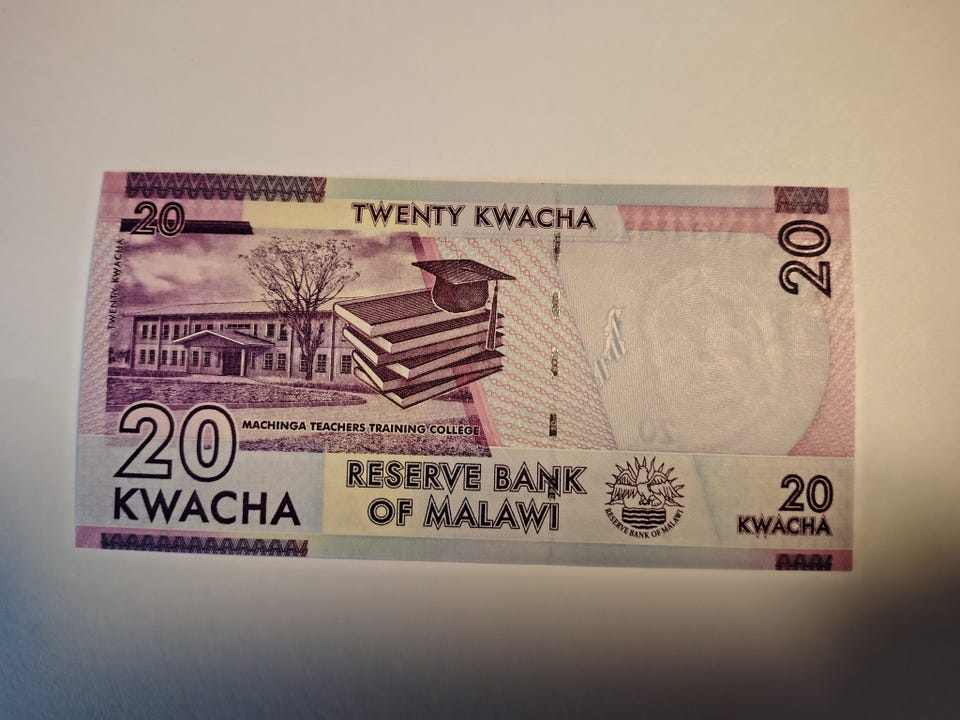 20
TWENTY KWACHA
20
TWENTY KWACHA
MACHINGA TEACHERS TRAINING COLLEGE
20
KWACHA
RESERVE BANK
OF MALAWI
RESERVE BANK OF MALAWI
20
KWACHA